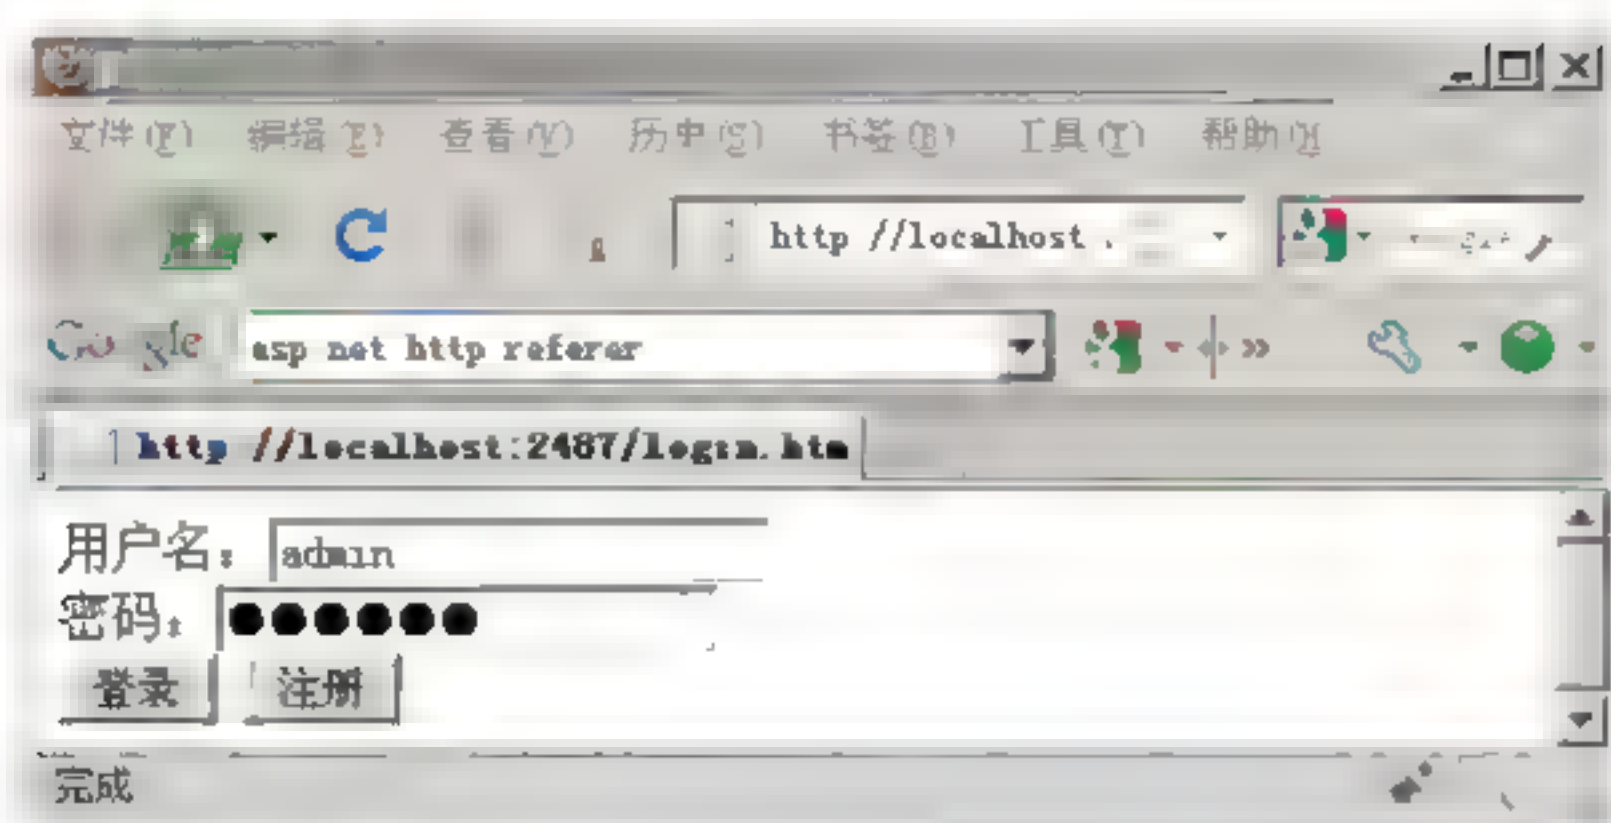 文件(F) 编辑(E) 查看(V) 历史(S) 书签(B) 工具(T) 帮助(H
http //localhost
Google asp net http referer
http //localhost:2487/login.htm
用户名: admin
密码: ●●●●●●
登录 注册
完成